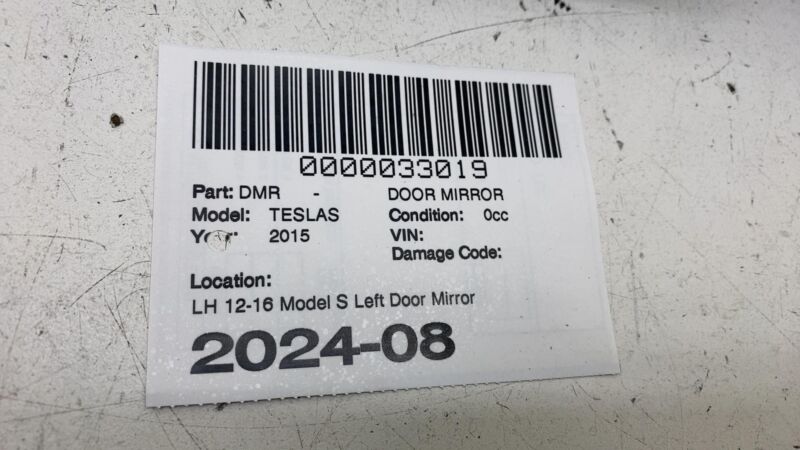 0000033019
Part: DMR - DOOR MIRROR
Model: TESLAS Condition: 0cc
2015 VIN:
Damage Code:
Location:
LH 12-16 Model S Left Door Mirror
2024-08